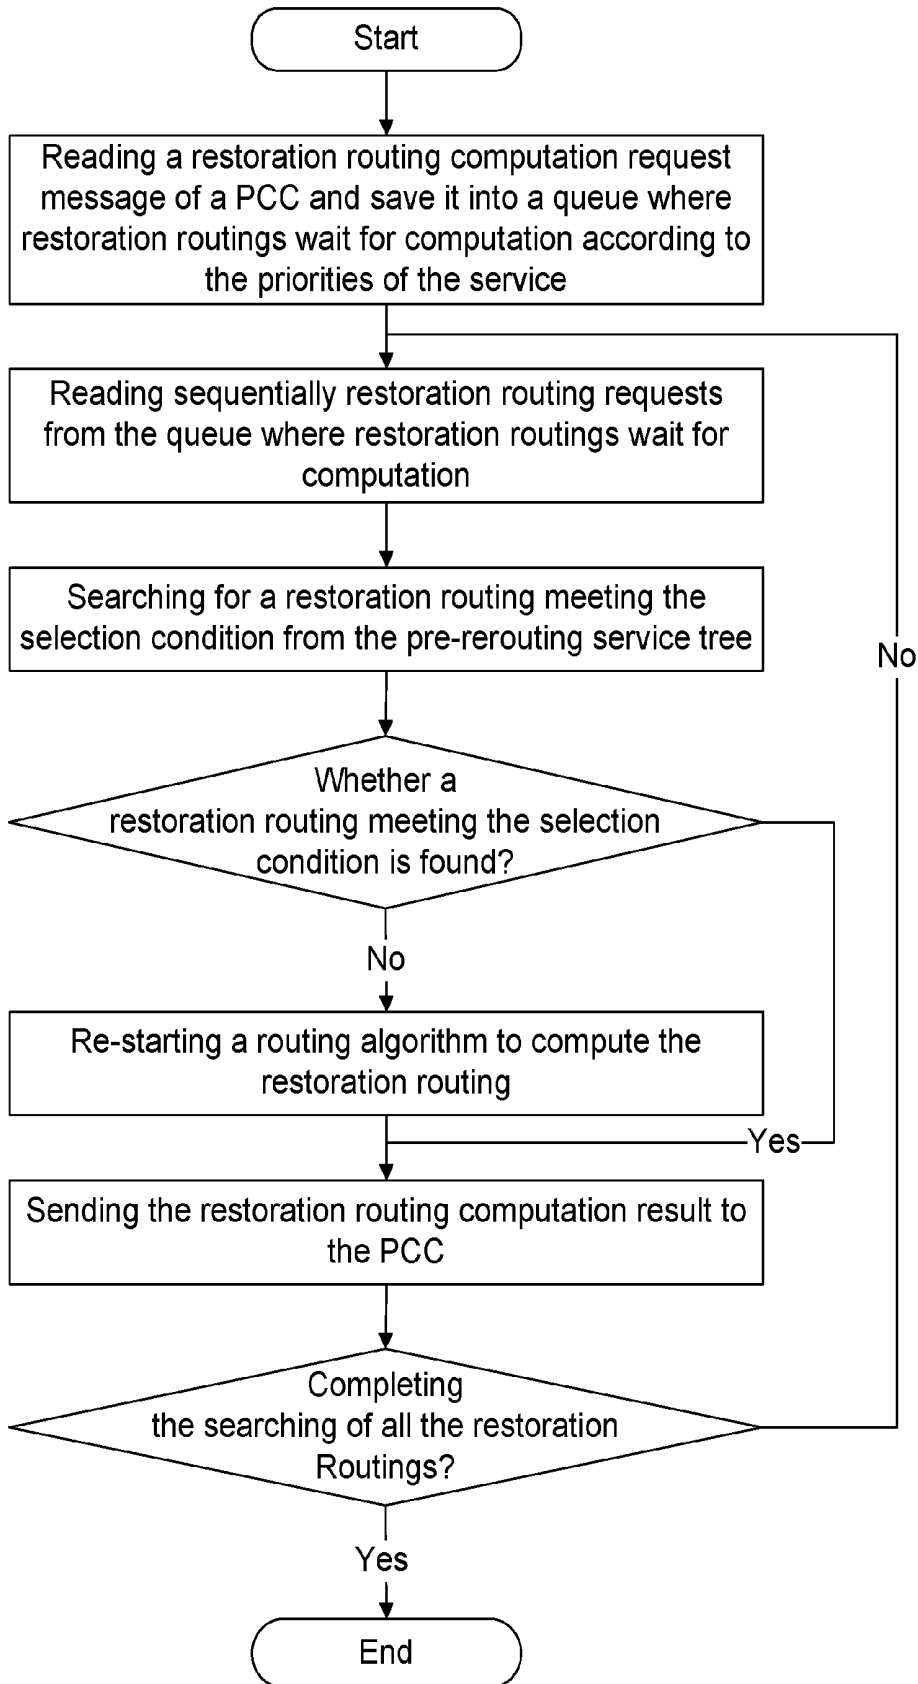 Start
Reading a restoration routing computation request
message of a PCC and save it into a queue where
restoration routings wait for computation according to
the priorities of the service
Reading sequentially restoration routing requests
from the queue where restoration routings wait for
computation
Searching for a restoration routing meeting the
selection condition from the pre-rerouting service tree
No
Whether a
restoration routing meeting the selection
condition is found?
No
Re-starting a routing algorithm to compute the
restoration routing
Yes
Sending the restoration routing computation result to
the PCC
Completing
the searching of all the restoration
Routings?
Yes
End